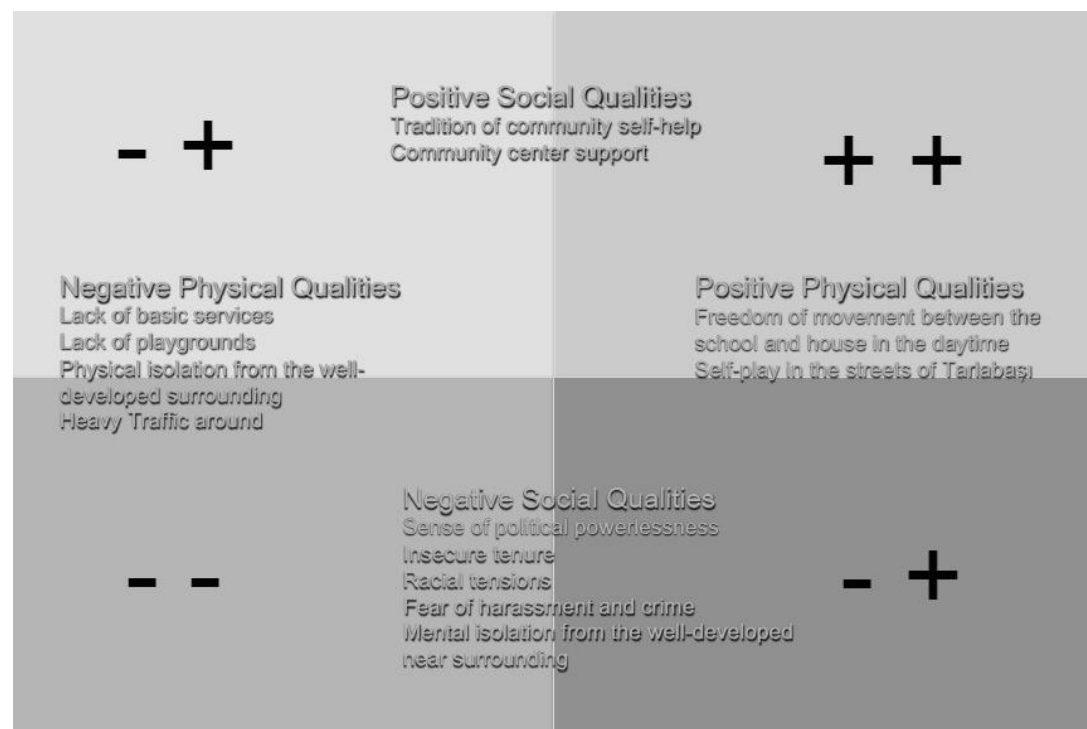 Positive Social Qualities
Tradition of community self-help
Community center support
- +
+ +
Negative Physical Qualities
Lack of basic services
Lack of playgrounds
Physical isolation from the well-
developed surrounding
Heavy Traffic around
Positive Physical Qualities
Freedom of movement between the
school and house in the daytime
Self-play in the streets of Tarlabaşı
Negative Social Qualities
Sense of political powerlessness
Insecure tenure
Racial tensions
Fear of harassment and crime
Mental isolation from the well-developed
near surrounding
- -
- +